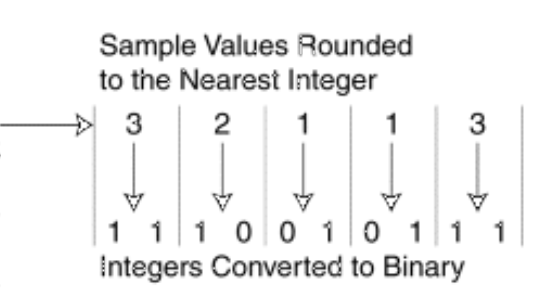 Sample Values Rounded
to the Nearest Integer
3 2 1 1 3
1 1 1 0 0 1 0 1 1 1
Integers Converted to Binary